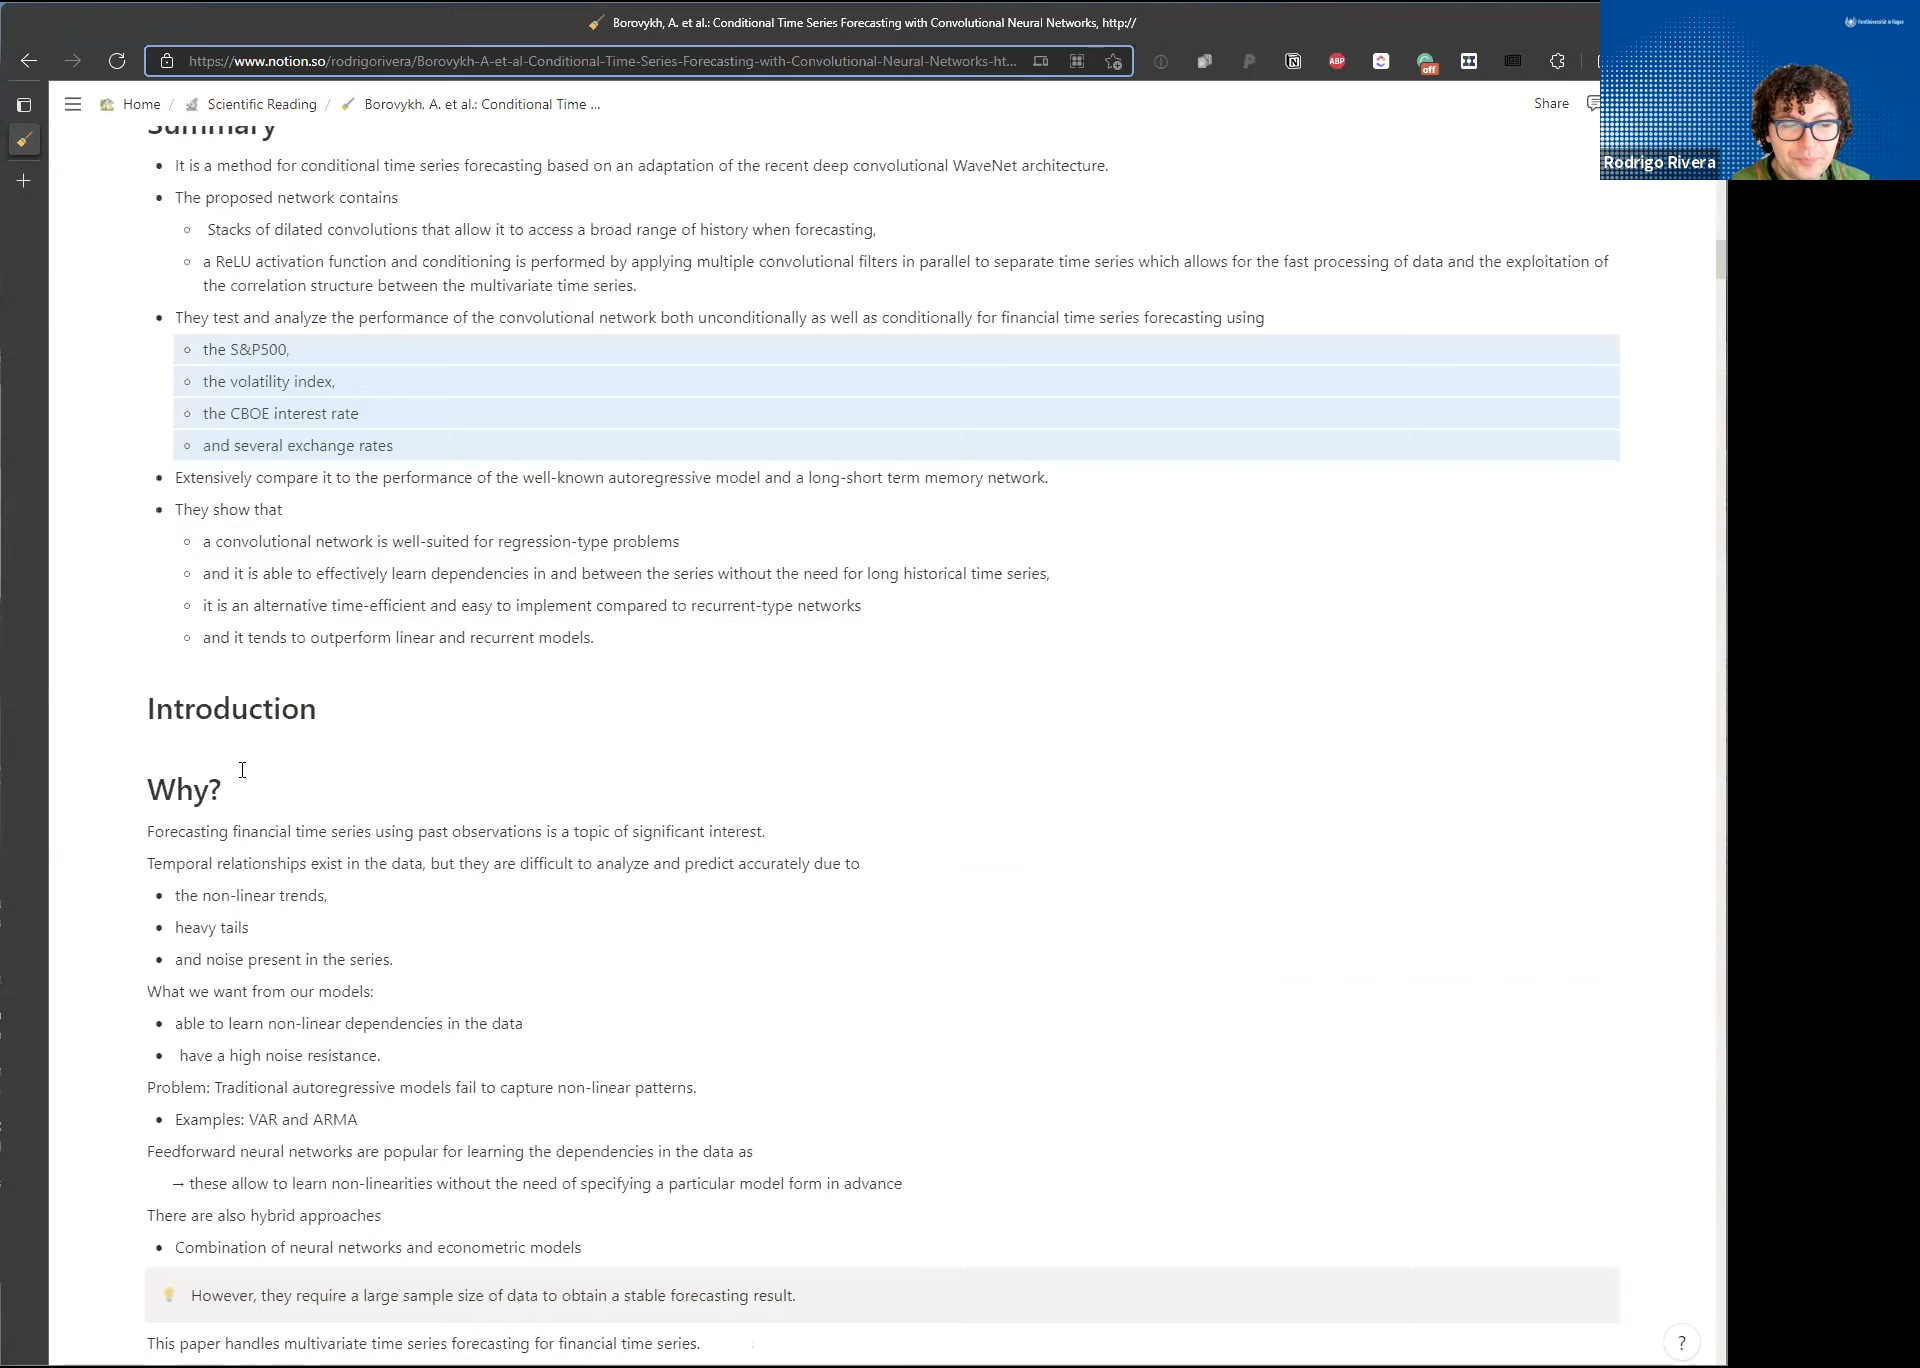 Borovykh, A. et al.: Conditional Time Series Forecasting with Convolutional Neural Networks, http://
https://www.notion.so/rodrigorivera/Borovykh-A-et-al-Conditional-Time-Series-Forecasting-with-Convolutional-Neural-Networks-ht...
ABP
off
Home / Scientific Reading / Borovykh, A. et al.: Conditional Time ...
Share
Rodrigo Rivera
Summary
• It is a method for conditional time series forecasting based on an adaptation of the recent deep convolutional WaveNet architecture.
• The proposed network contains
◦ Stacks of dilated convolutions that allow it to access a broad range of history when forecasting,
◦ a ReLU activation function and conditioning is performed by applying multiple convolutional filters in parallel to separate time series which allows for the fast processing of data and the exploitation of
the correlation structure between the multivariate time series.
• They test and analyze the performance of the convolutional network both unconditionally as well as conditionally for financial time series forecasting using
◦ the S&P500,
◦ the volatility index,
◦ the CBOE interest rate
◦ and several exchange rates
• Extensively compare it to the performance of the well-known autoregressive model and a long-short term memory network.
• They show that
◦ a convolutional network is well-suited for regression-type problems
◦ and it is able to effectively learn dependencies in and between the series without the need for long historical time series,
◦ it is an alternative time-efficient and easy to implement compared to recurrent-type networks
◦ and it tends to outperform linear and recurrent models.
Introduction
Why?
Forecasting financial time series using past observations is a topic of significant interest.
Temporal relationships exist in the data, but they are difficult to analyze and predict accurately due to
• the non-linear trends,
• heavy tails
• and noise present in the series.
What we want from our models:
• able to learn non-linear dependencies in the data
• have a high noise resistance.
Problem: Traditional autoregressive models fail to capture non-linear patterns.
• Examples: VAR and ARMA
Feedforward neural networks are popular for learning the dependencies in the data as
→ these allow to learn non-linearities without the need of specifying a particular model form in advance
There are also hybrid approaches
• Combination of neural networks and econometric models
However, they require a large sample size of data to obtain a stable forecasting result.
This paper handles multivariate time series forecasting for financial time series.
?